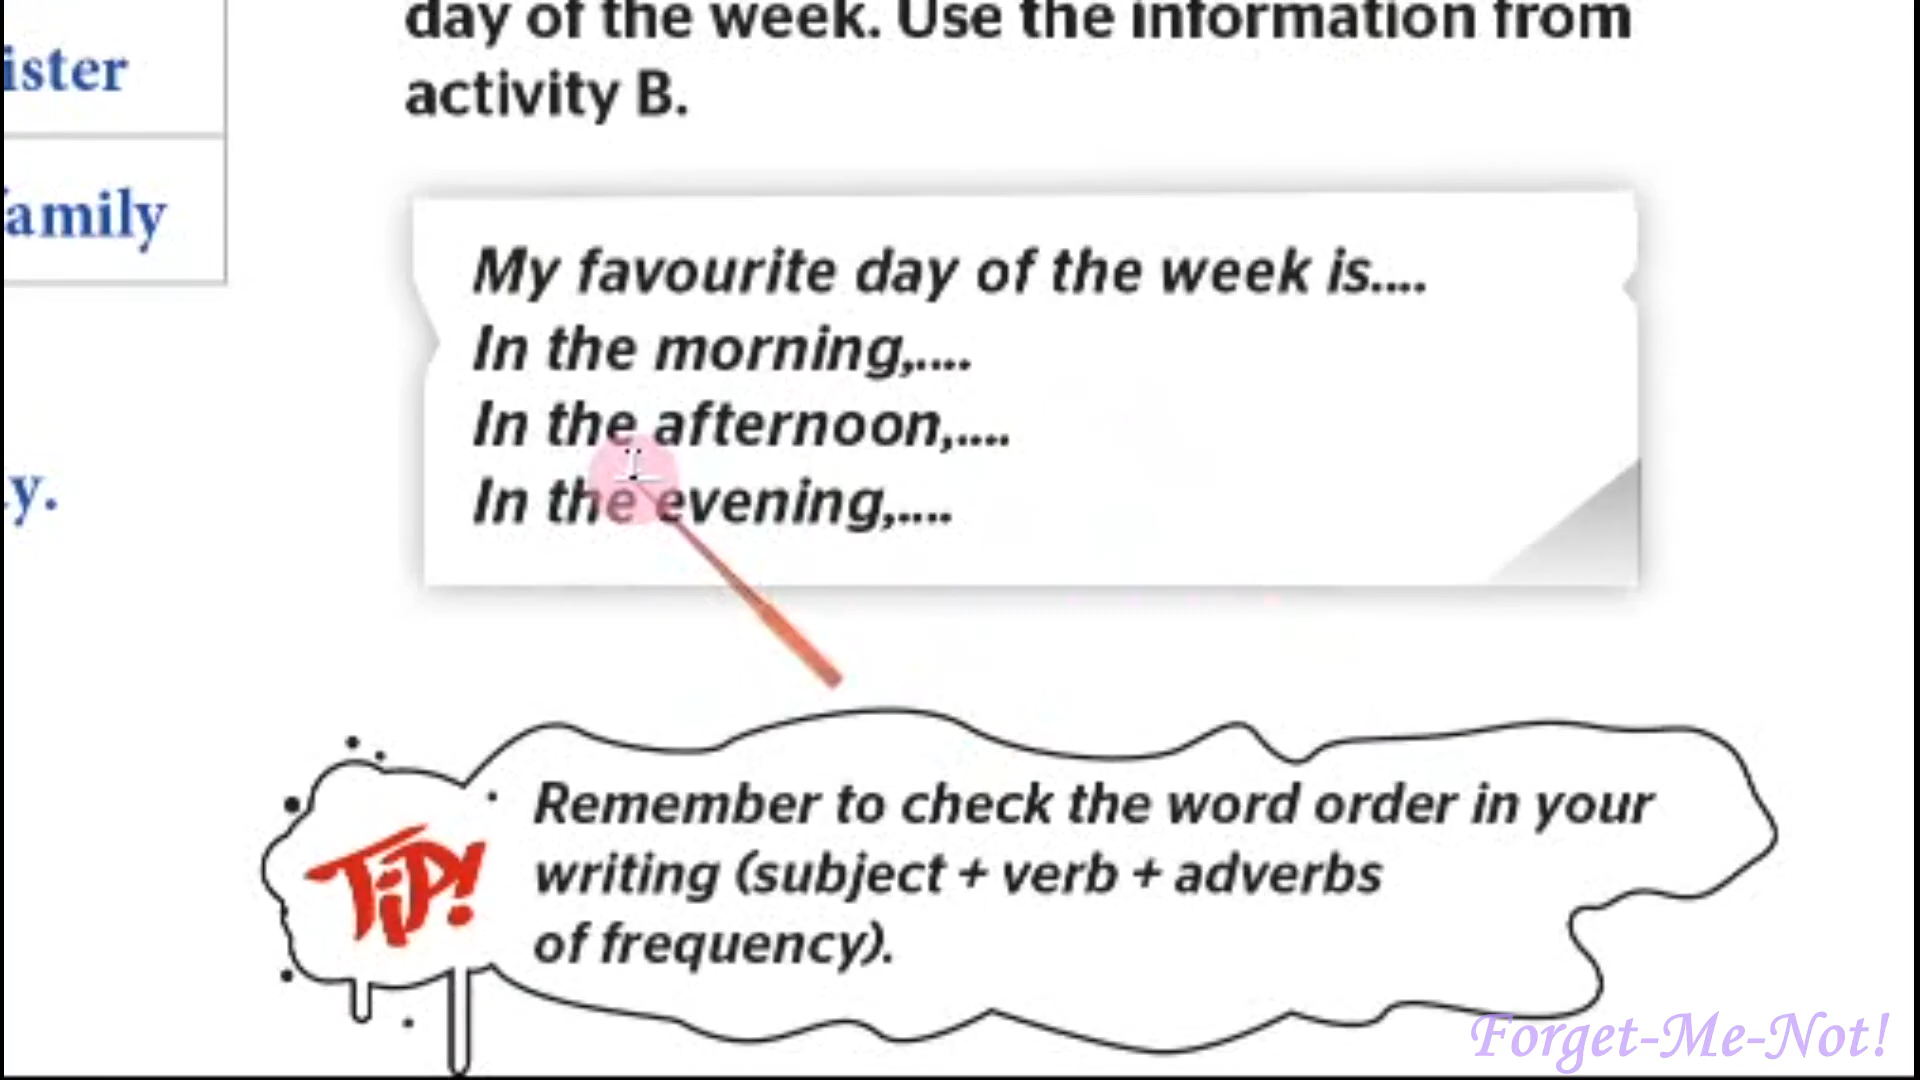 day of the week. Use the information from
activity B.
ister
amily
y.
My favourite day of the week is....
In the morning,....
In the afternoon,....
In the evening,....
TiP!
Remember to check the word order in your
writing (subject + verb + adverbs
of frequency).
Forget-Me-Not!